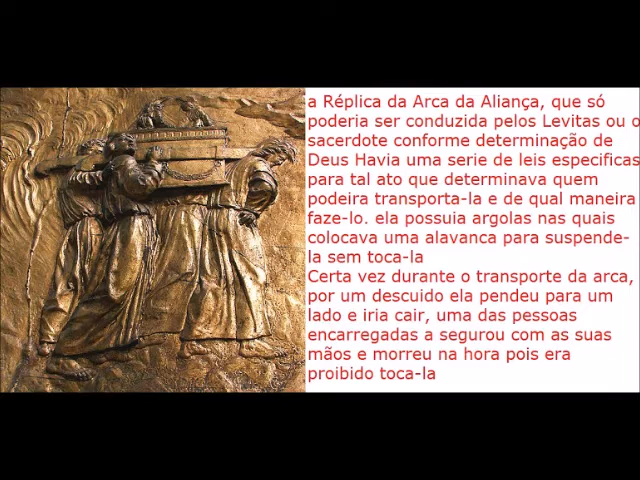 a Réplica da Arca da Aliança, que só
poderia ser conduzida pelos Levitas ou o
sacerdote conforme determinação de
Deus Havia uma serie de leis especificas
para tal ato que determinava quem
podeira transporta-la e de qual maneira
faze-lo. ela possuia argolas nas quais
colocava uma alavanca para suspende-
la sem toca-la
Certa vez durante o transporte da arca,
por um descuido ela pendeu para um
lado e iria cair, uma das pessoas
encarregadas a segurou com as suas
mãos e morreu na hora pois era
proibido toca-la